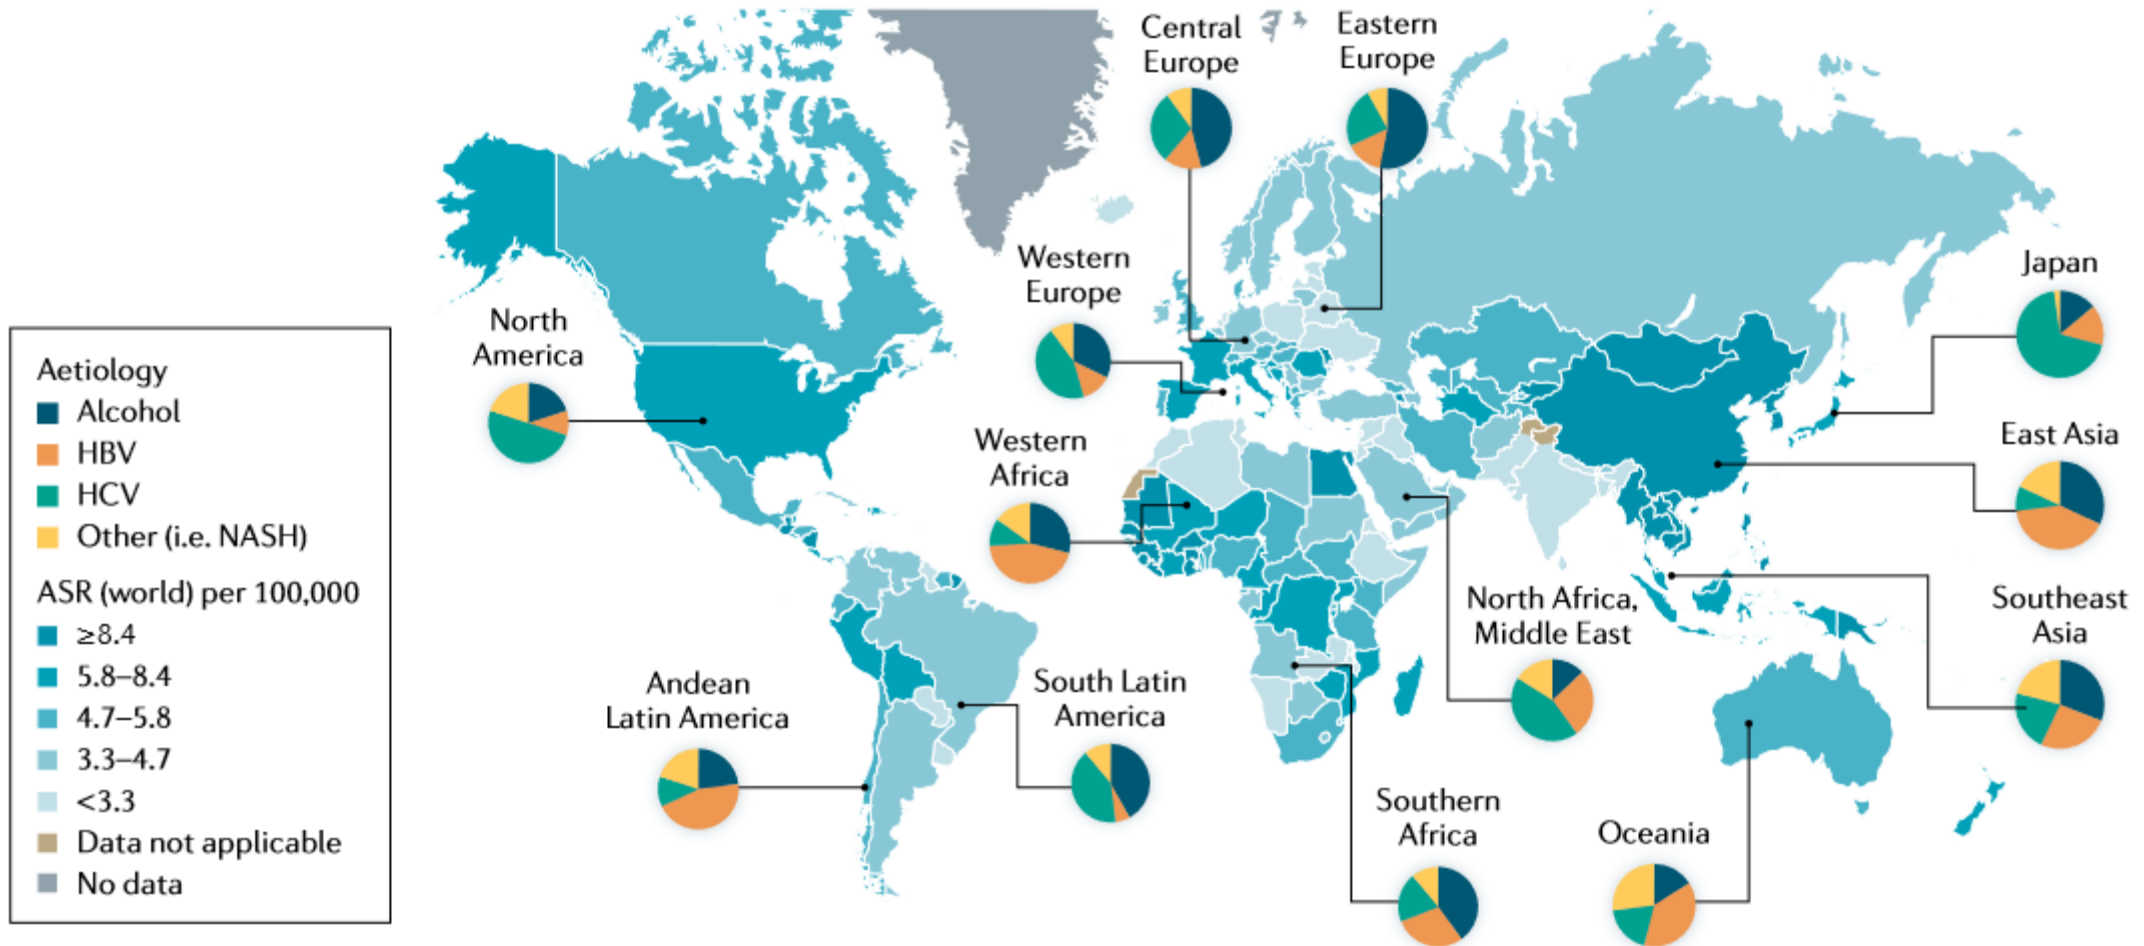 Central
Europe
Eastern
Europe
Western
Europe
Japan
North
America
Aetiology
Alcohol
HBV
HCV
Other (i.e. NASH)
ASR (world) per 100,000
≥8.4
5.8–8.4
4.7–5.8
3.3–4.7
<3.3
Data not applicable
No data
Western
Africa
East Asia
North Africa,
Middle East
Southeast
Asia
Andean
Latin America
South Latin
America
Southern
Africa
Oceania